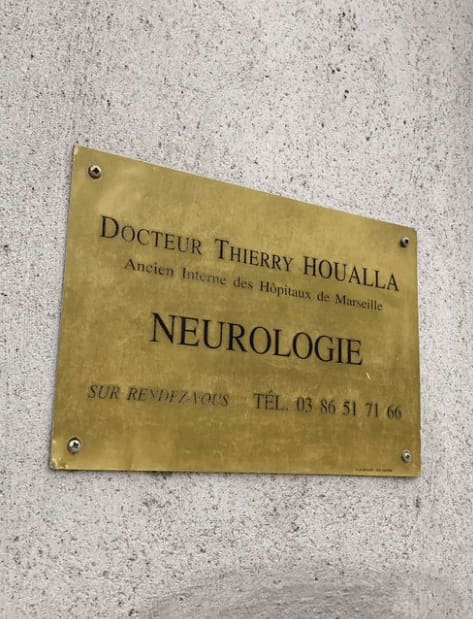 DOCTEUR THIERRY HOUALLA
Ancien Interne des Hôpitaux de Marseille
NEUROLOGIE
SUR RENDEZ-VOUS TÉL. 03 86 51 71 66